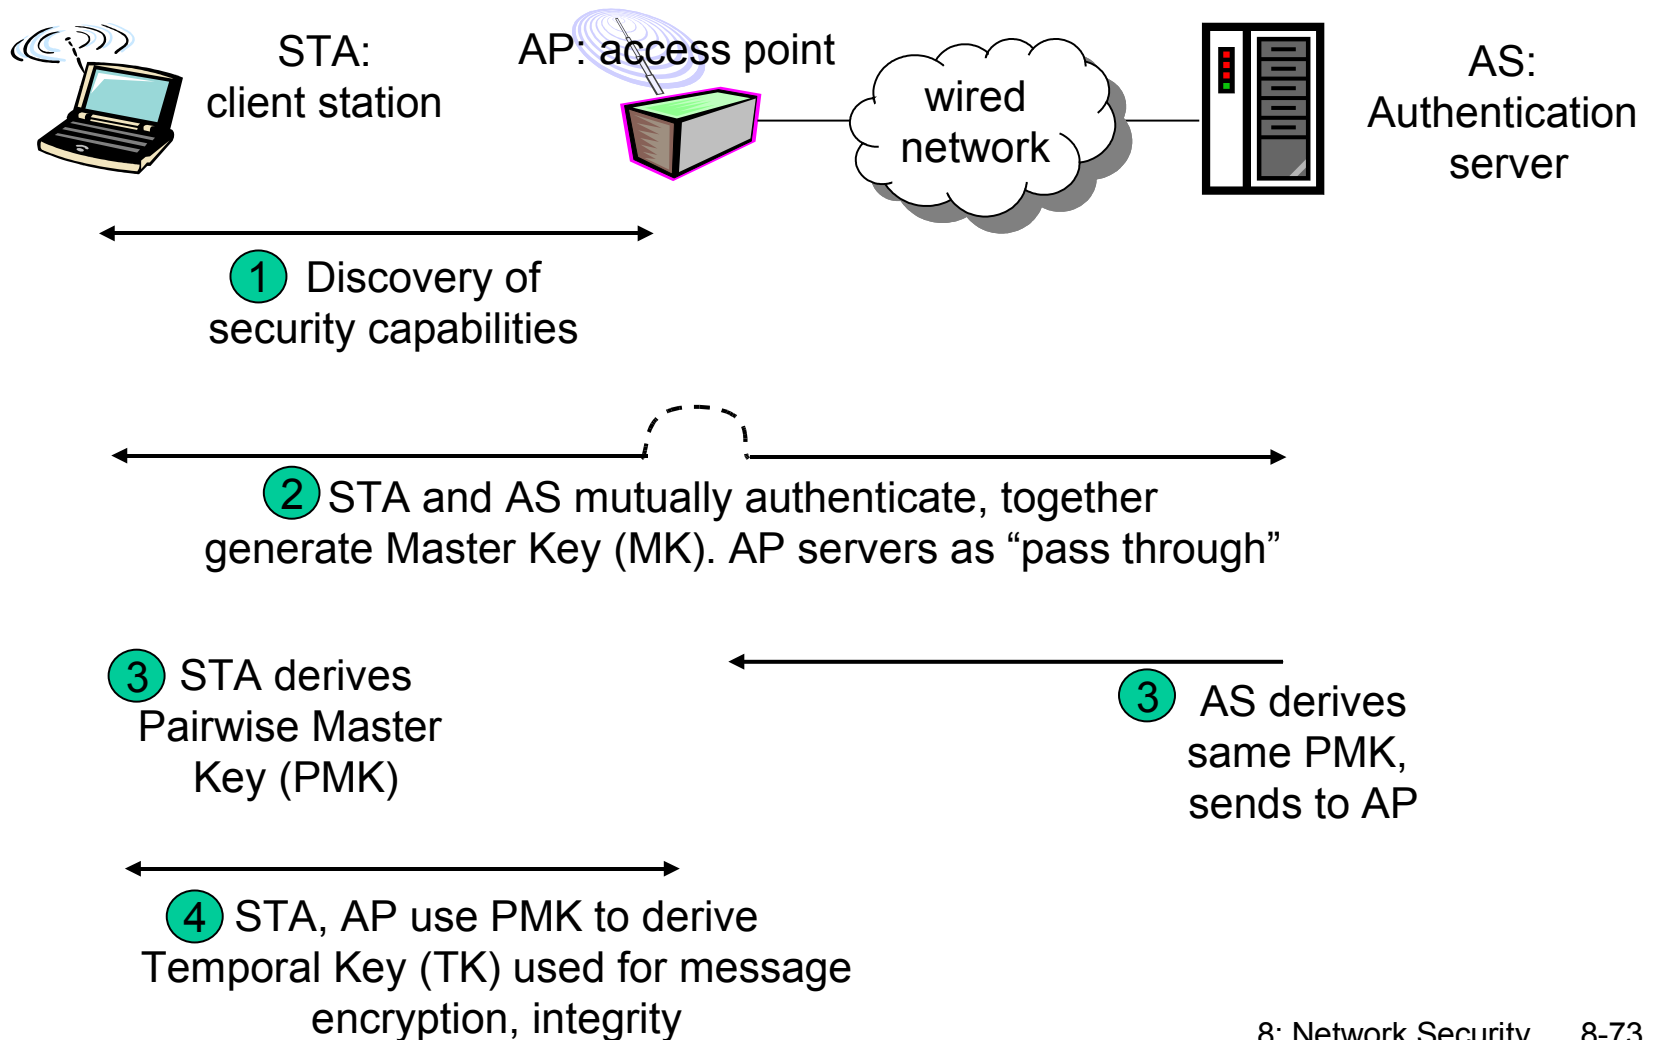 STA:
client station
AP: access point
wired
network
AS:
Authentication
server
1 Discovery of
security capabilities
2 STA and AS mutually authenticate, together
generate Master Key (MK). AP servers as “pass through”
3 STA derives
Pairwise Master
Key (PMK)
3 AS derives
same PMK,
sends to AP
4 STA, AP use PMK to derive
Temporal Key (TK) used for message
encryption, integrity
8: Network Security 8-73